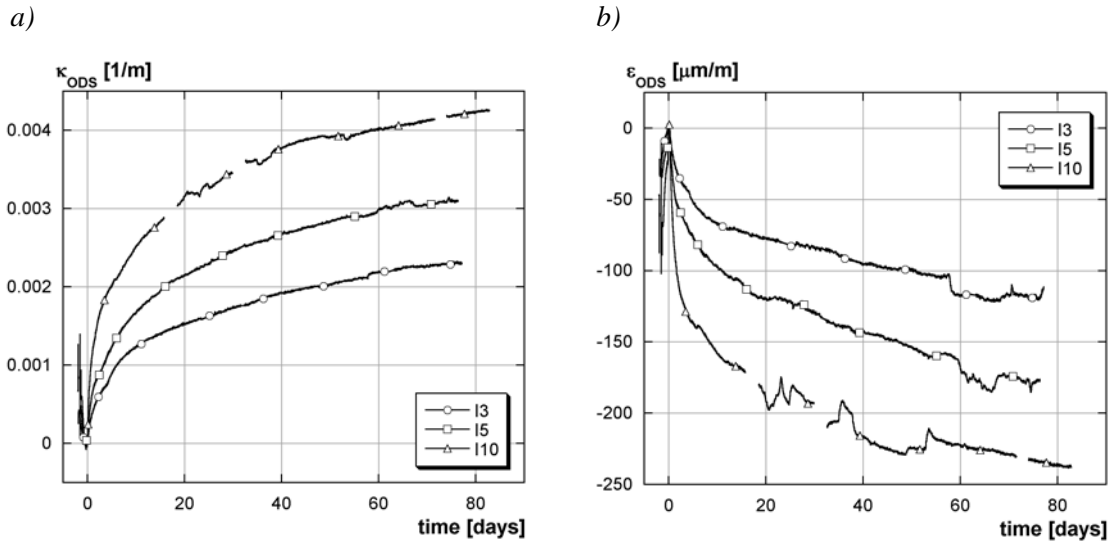 a)
κODS [1/m]
0.004
0.003
0.002
0.001
0
I3
I5
I10
0 20 40 60 80
time [days]
b)
εODS [μm/m]
0
-50
-100
-150
-200
-250
I3
I5
I10
0 20 40 60 80
time [days]